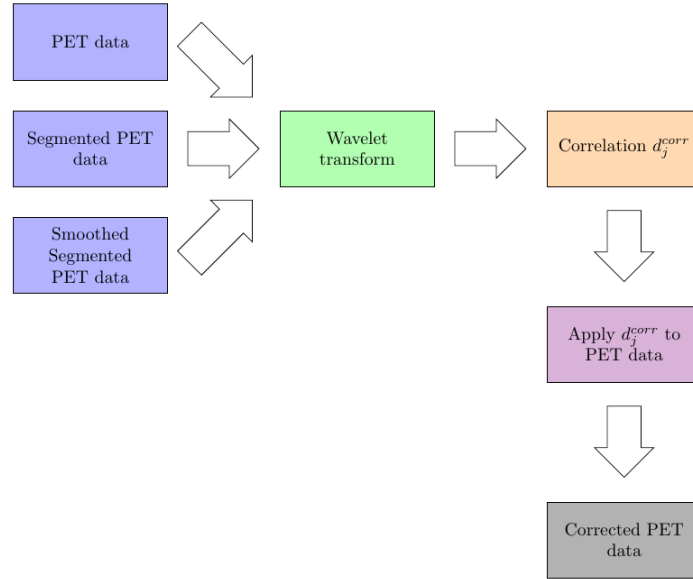 PET data
Segmented PET
data
Smoothed
Segmented
PET data
Wavelet
transform
Correlation $d_j^{corr}$
Apply $d_j^{corr}$ to
PET data
Corrected PET
data